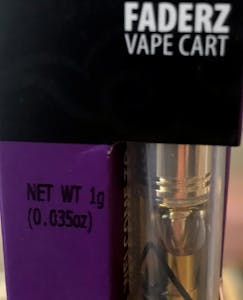 FADERZ
VAPE CART
NET WT 1g
(0.035oz)